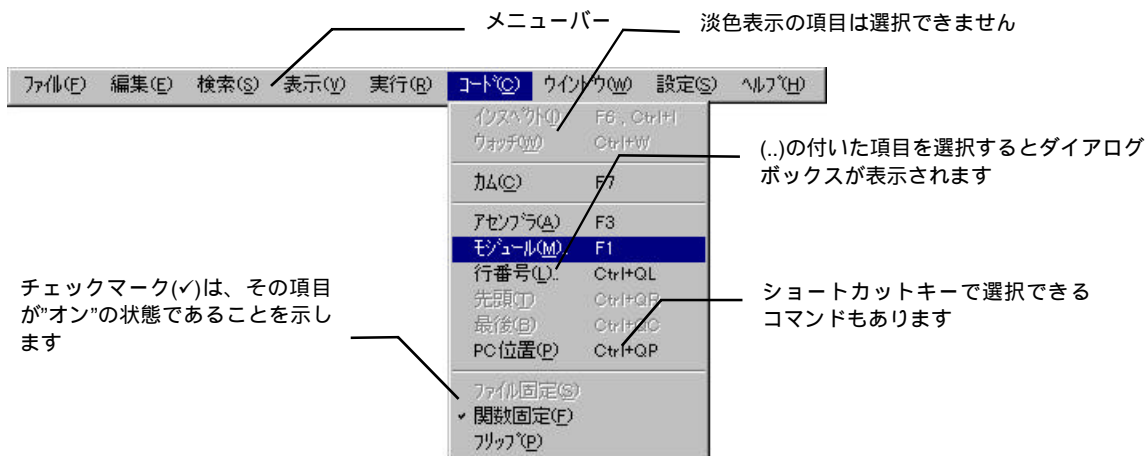 メニューバー
淡色表示の項目は選択できません
ﾌｧｲﾙ(F) 編集(E) 検索(S) 表示(V) 実行(R) ｺｰﾄﾞ(C) ｳｲﾝﾄﾞｳ(W) 設定(S) ﾍﾙﾌﾟ(H)
ｲﾝｽﾍﾟｸﾄ(I) F6 , Ctrl+I
ｳｫｯﾁ(W) Ctrl+W
(..)の付いた項目を選択するとダイアログ
ボックスが表示されます
ｶﾑ(C) F7
ｱｾﾝﾌﾞﾗ(A) F3
ﾓｼﾞｭｰﾙ(M).. F1
行番号(L).. Ctrl+QL
先頭(T) Ctrl+QR
最後(B) Ctrl+QC
PC位置(P) Ctrl+QP
チェックマーク(✓)は、その項目
が”オン”の状態であることを示し
ます
ショートカットキーで選択できる
コマンドもあります
ﾌｧｲﾙ固定(S)
✓ 関数固定(F)
ﾌﾘｯﾌﾟ(P)